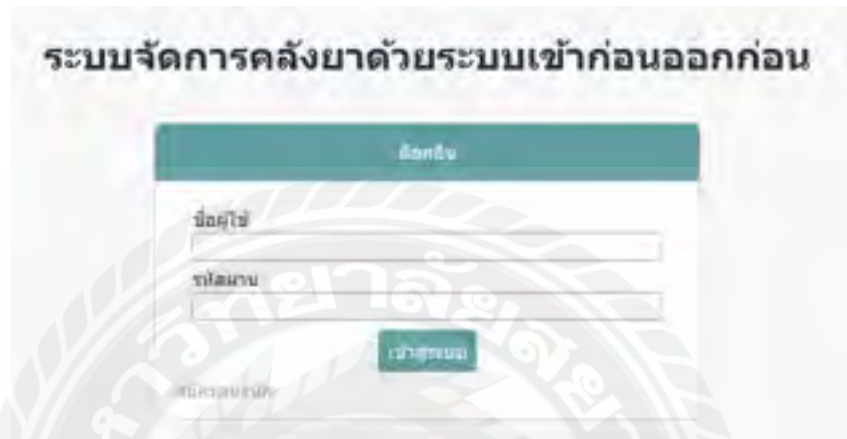 ระบบจัดการคลังยาด้วยระบบเข้าก่อนออกก่อน
ล็อกอิน
ชื่อผู้ใช้
รหัสผ่าน
เข้าสู่ระบบ